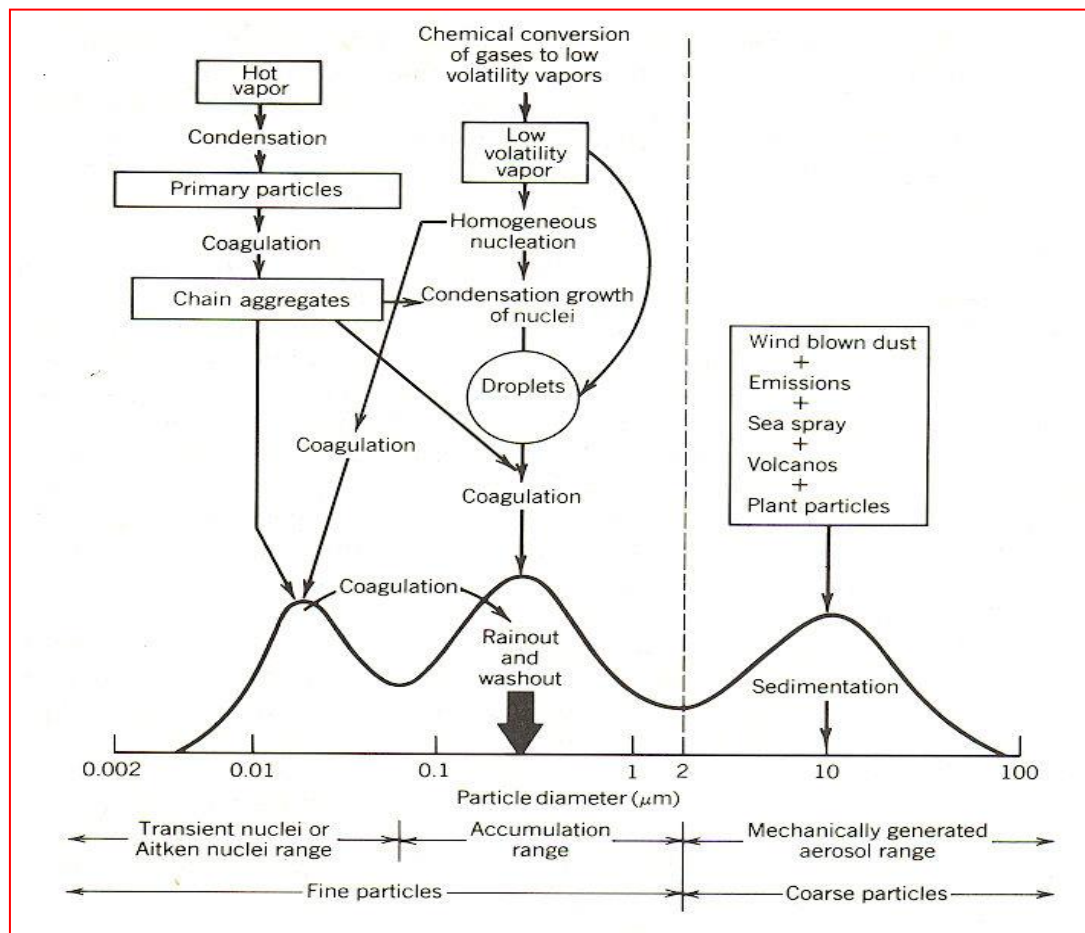 Hot
vapor
Condensation
Primary particles
Coagulation
Chain aggregates
Chemical conversion
of gases to low
volatility vapors
Low
volatility
vapor
Homogeneous
nucleation
Condensation growth
of nuclei
Droplets
Coagulation
Coagulation
Wind blown dust
+
Emissions
+
Sea spray
+
Volcanos
+
Plant particles
Coagulation
Rainout
and
washout
Sedimentation
0.002 0.01 0.1 1 2 10 100
Particle diameter (μm)
Transient nuclei or
Aitken nuclei range
Accumulation
range
Mechanically generated
aerosol range
Fine particles
Coarse particles